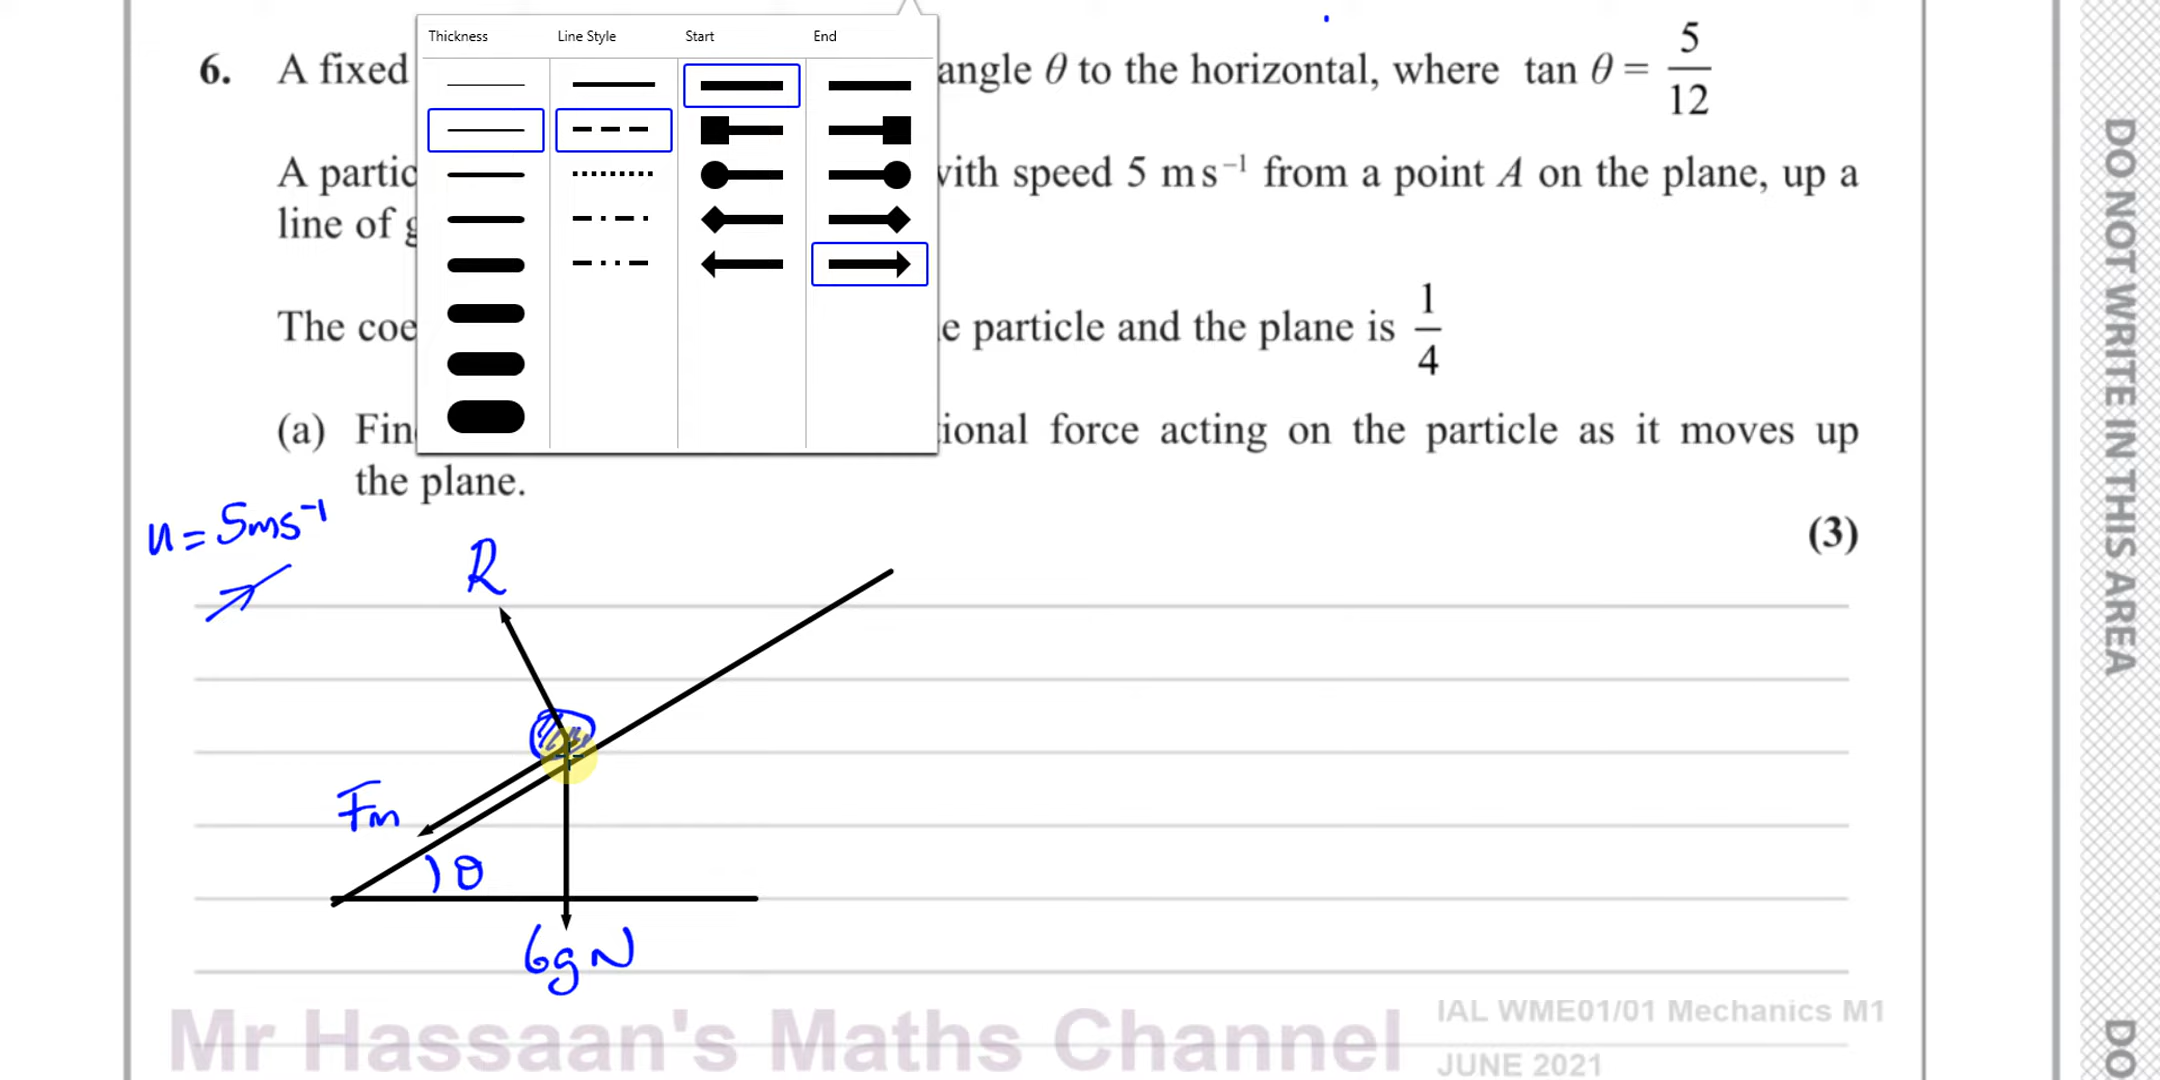 Thickness Line Style Start End
6. A fixed angle θ to the horizontal, where tan θ = 5/12
A partic with speed 5 m s⁻¹ from a point A on the plane, up a
line of g
The coe e particle and the plane is 1/4
(a) Fin ional force acting on the particle as it moves up
the plane.
(3)
u = 5ms⁻¹
R
Fm
θ
6g N
Mr Hassaan's Maths Channel
IAL WME01/01 Mechanics M1
JUNE 2021
DO NOT WRITE IN THIS AREA
DO